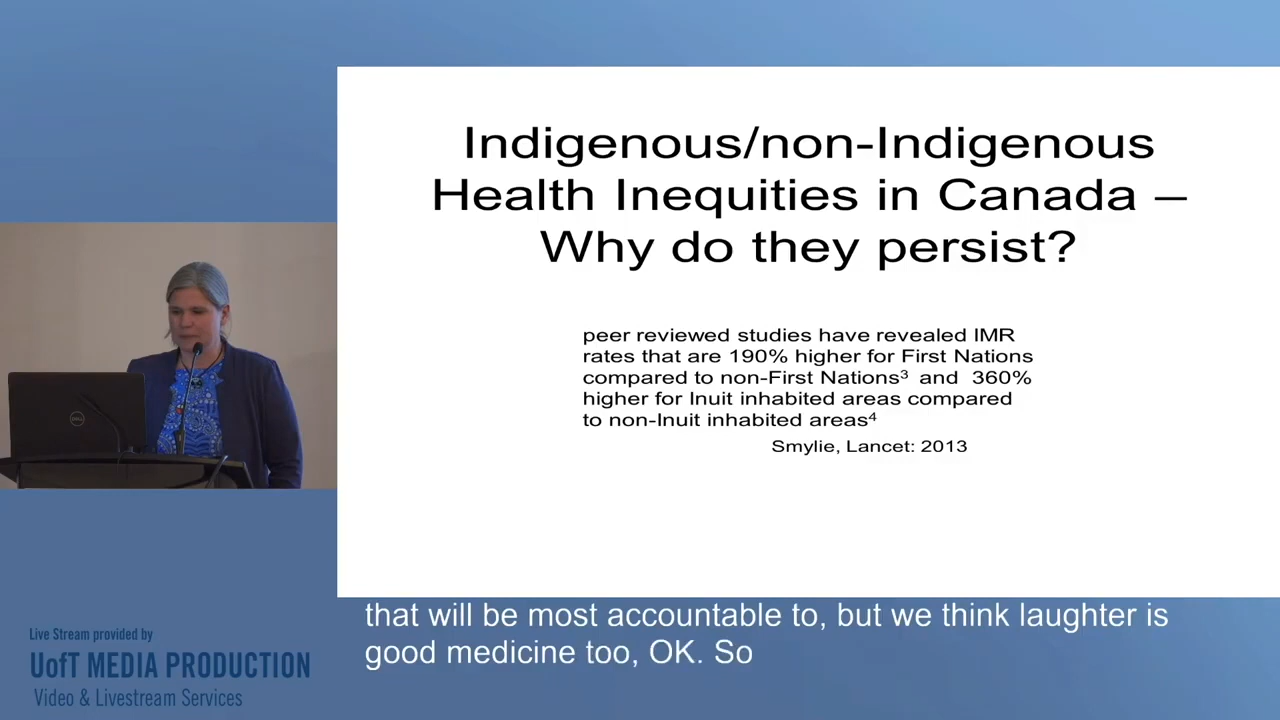 Indigenous/non-Indigenous
Health Inequities in Canada –
Why do they persist?
peer reviewed studies have revealed IMR
rates that are 190% higher for First Nations
compared to non-First Nations³ and 360%
higher for Inuit inhabited areas compared
to non-Inuit inhabited areas⁴
Smylie, Lancet: 2013
DELL
that will be most accountable to, but we think laughter is
good medicine too, OK. So
Live Stream provided by
UofT MEDIA PRODUCTION
Video & Livestream Services